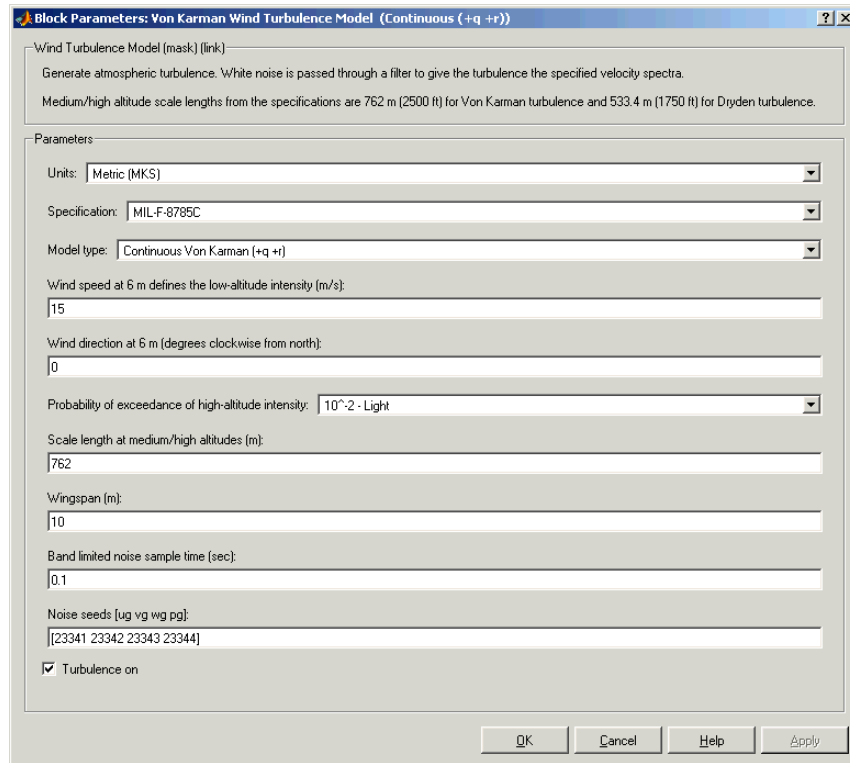 Block Parameters: Von Karman Wind Turbulence Model (Continuous (+q +r))
Wind Turbulence Model (mask) (link)
Generate atmospheric turbulence. White noise is passed through a filter to give the turbulence the specified velocity spectra.
Medium/high altitude scale lengths from the specifications are 762 m (2500 ft) for Von Karman turbulence and 533.4 m (1750 ft) for Dryden turbulence.
Parameters
Units: Metric (MKS)
Specification: MIL-F-8785C
Model type: Continuous Von Karman (+q +r)
Wind speed at 6 m defines the low-altitude intensity (m/s):
15
Wind direction at 6 m (degrees clockwise from north):
0
Probability of exceedance of high-altitude intensity: 10^-2 - Light
Scale length at medium/high altitudes (m):
762
Wingspan (m):
10
Band limited noise sample time (sec):
0.1
Noise seeds [ug vg wg pg]:
[23341 23342 23343 23344]
Turbulence on
OK Cancel Help Apply